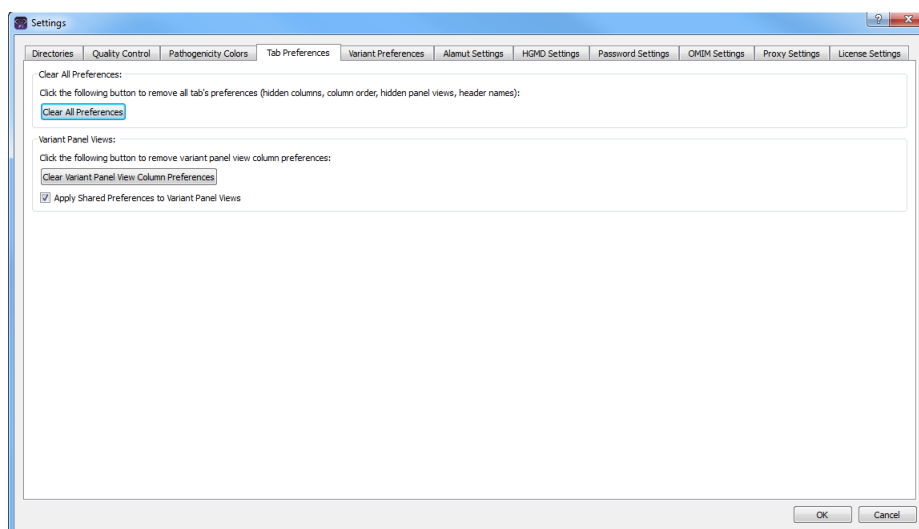 Settings
Directories Quality Control Pathogenicity Colors Tab Preferences Variant Preferences Alamut Settings HGMD Settings Password Settings OMIM Settings Proxy Settings License Settings
Clear All Preferences:
Click the following button to remove all tab's preferences (hidden columns, column order, hidden panel views, header names):
Clear All Preferences
Variant Panel Views:
Click the following button to remove variant panel view column preferences:
Clear Variant Panel View Column Preferences
Apply Shared Preferences to Variant Panel Views
OK Cancel